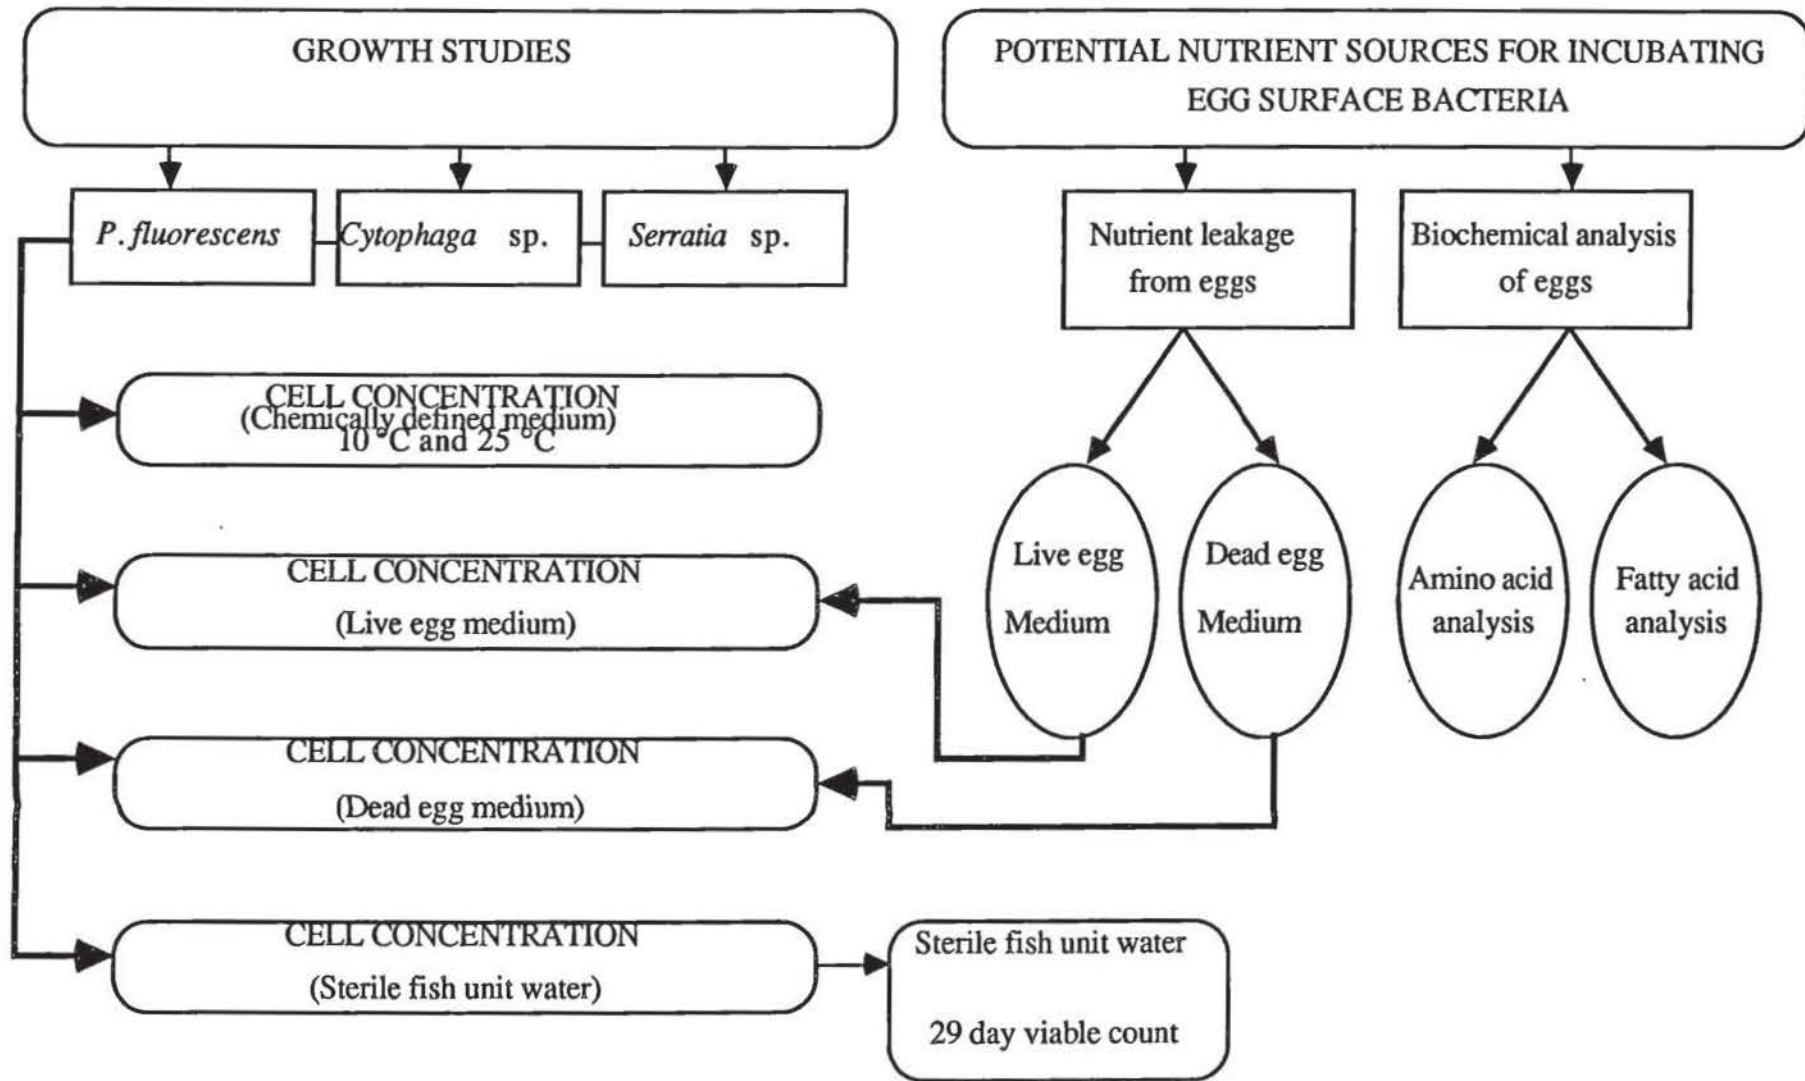 GROWTH STUDIES
POTENTIAL NUTRIENT SOURCES FOR INCUBATING
EGG SURFACE BACTERIA
P. fluorescens
Cytophaga sp.
Serratia sp.
Nutrient leakage
from eggs
Biochemical analysis
of eggs
CELL CONCENTRATION
(Chemically defined medium)
10 °C and 25 °C
CELL CONCENTRATION
(Live egg medium)
Live egg
Medium
Dead egg
Medium
Amino acid
analysis
Fatty acid
analysis
CELL CONCENTRATION
(Dead egg medium)
CELL CONCENTRATION
(Sterile fish unit water)
Sterile fish unit water
29 day viable count